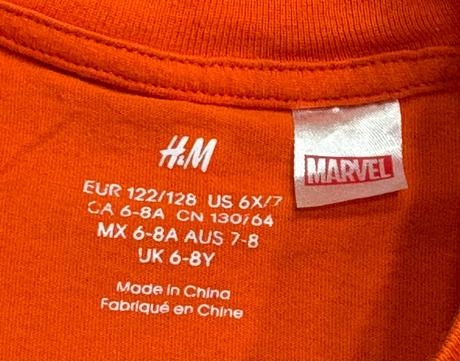 H&M
MARVEL
EUR 122/128 US 6X/7
CA 6-8A CN 130/64
MX 6-8A AUS 7-8
UK 6-8Y
Made in China
Fabriqué en Chine